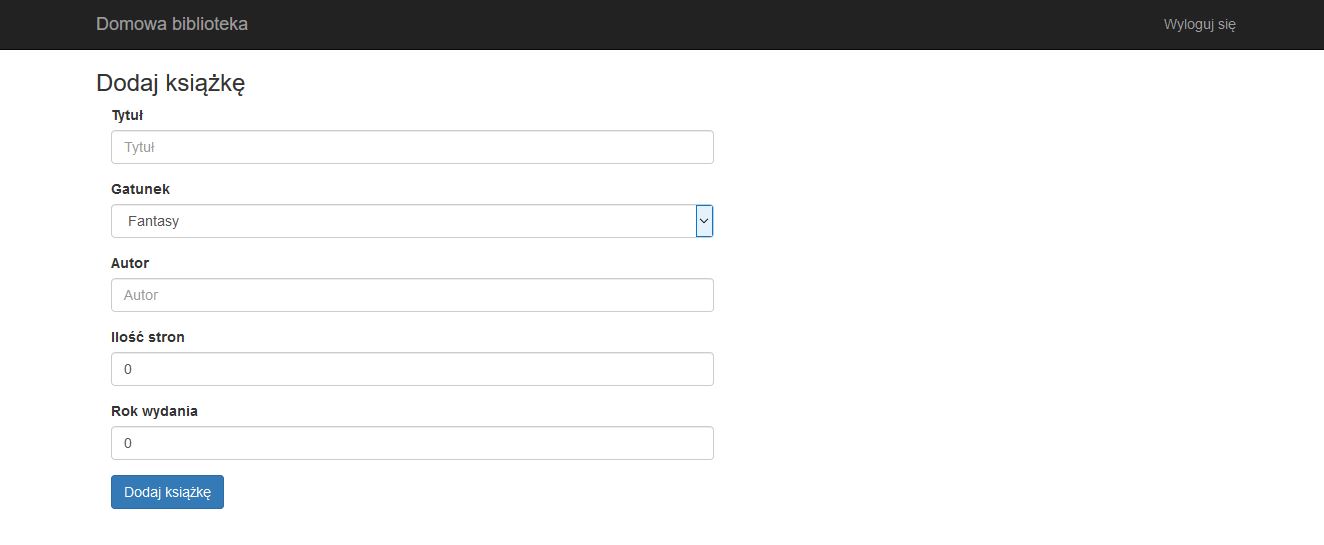 Domowa biblioteka Wyloguj się
Dodaj książkę
Tytuł
Tytuł
Gatunek
Fantasy
Autor
Autor
Ilość stron
0
Rok wydania
0
Dodaj książkę